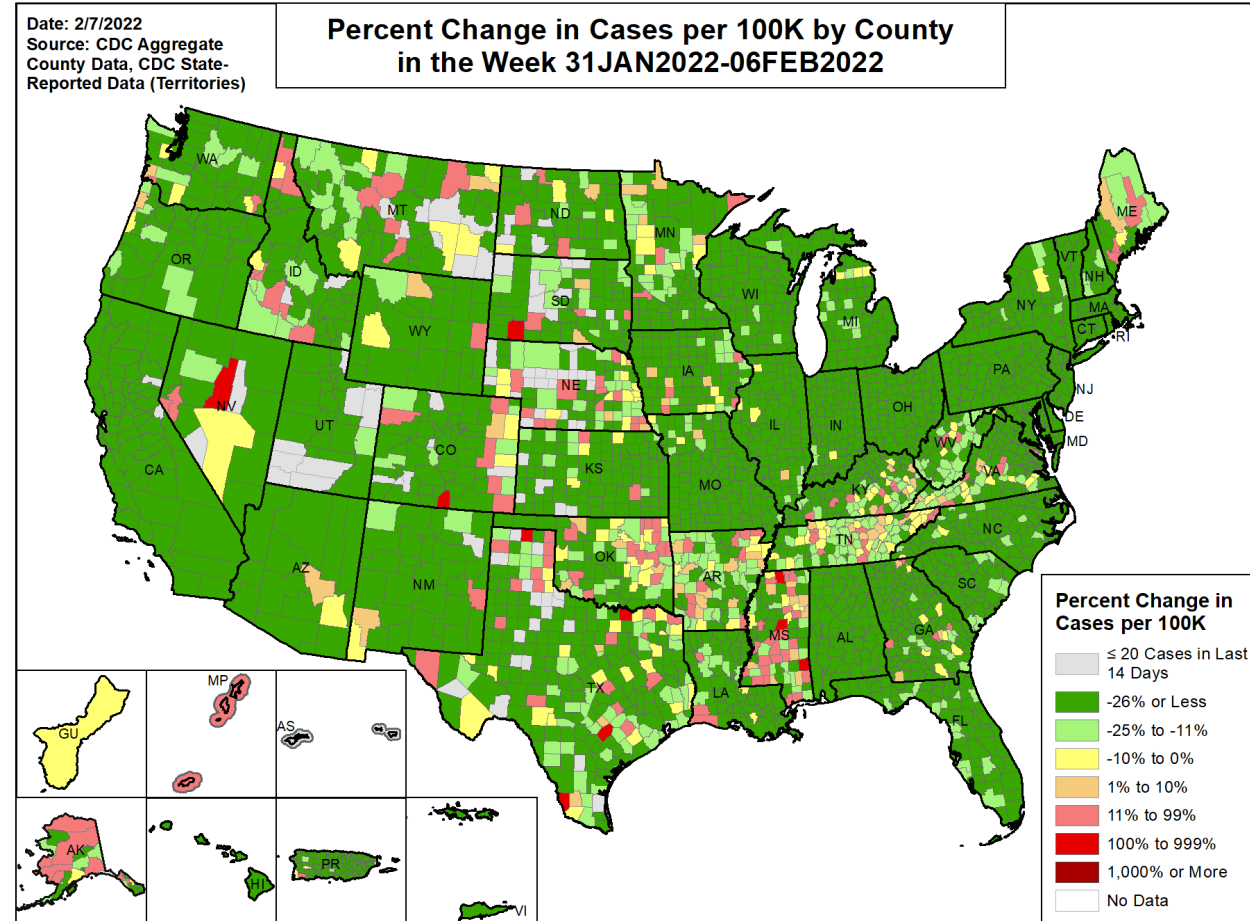 Date: 2/7/2022
Source: CDC Aggregate
County Data, CDC State-
Reported Data (Territories)
Percent Change in Cases per 100K by County
in the Week 31JAN2022-06FEB2022
WA
MT
ND
MN
ME
OR
ID
SD
WI
MI
VT
NH
NY
MA
CT
RI
WY
IA
PA
NJ
NE
NV
UT
CO
IL
IN
OH
DE
MD
WV
VA
CA
KS
MO
KY
NC
TN
AZ
NM
OK
AR
SC
MS
AL
GA
TX
LA
FL
GU
MP
AS
AK
HI
PR
VI
Percent Change in
Cases per 100K
≤ 20 Cases in Last
14 Days
-26% or Less
-25% to -11%
-10% to 0%
1% to 10%
11% to 99%
100% to 999%
1,000% or More
No Data